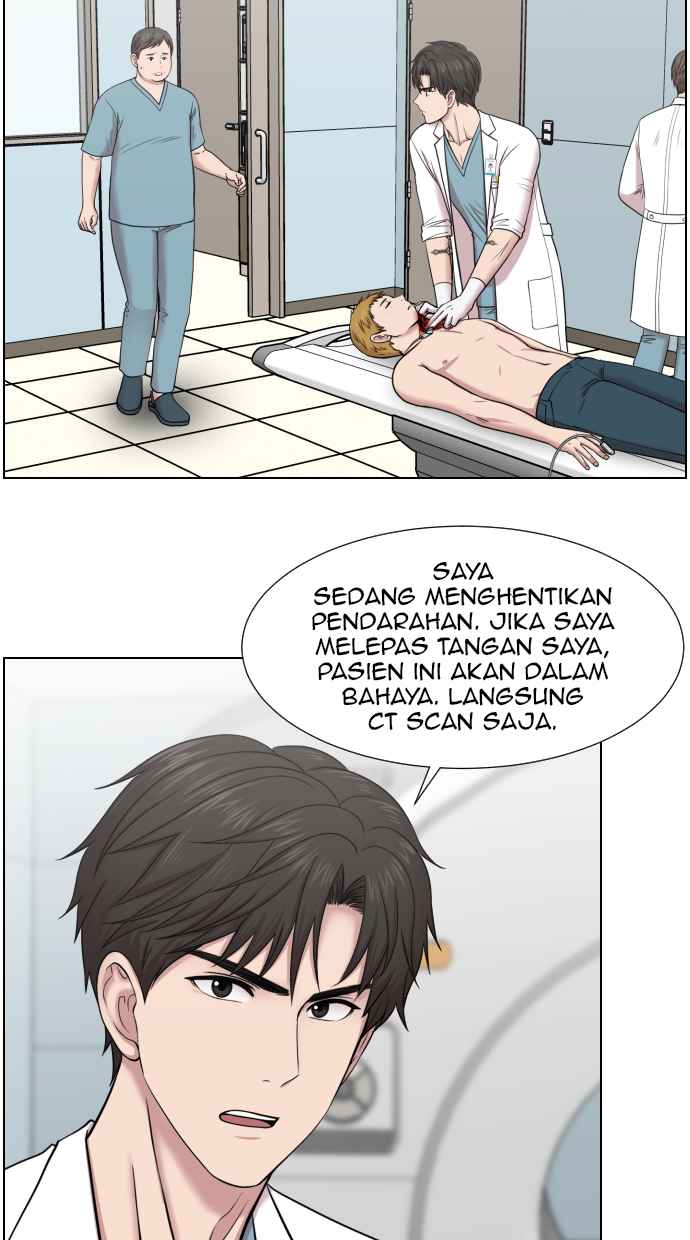 SAYA
SEDANG MENGHENTIKAN
PENDARAHAN. JIKA SAYA
MELEPAS TANGAN SAYA,
PASIEN INI AKAN DALAM
BAHAYA. LANGSUNG
CT SCAN SAJA.